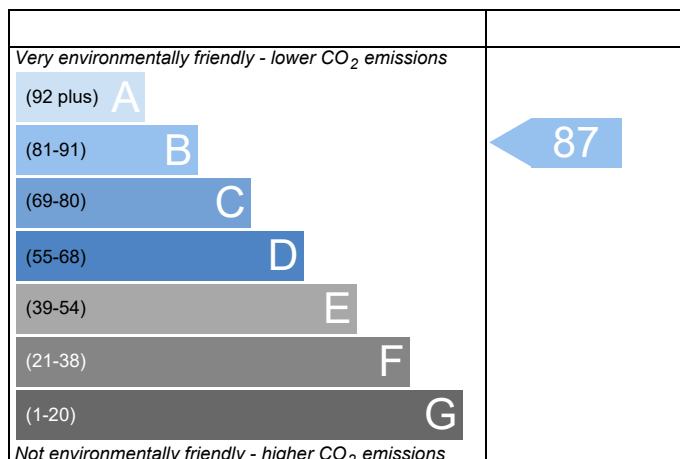 Very environmentally friendly - lower CO₂ emissions
(92 plus) A
(81-91) B
87
(69-80) C
(55-68) D
(39-54) E
(21-38) F
(1-20) G
Not environmentally friendly - higher CO₂ emissions